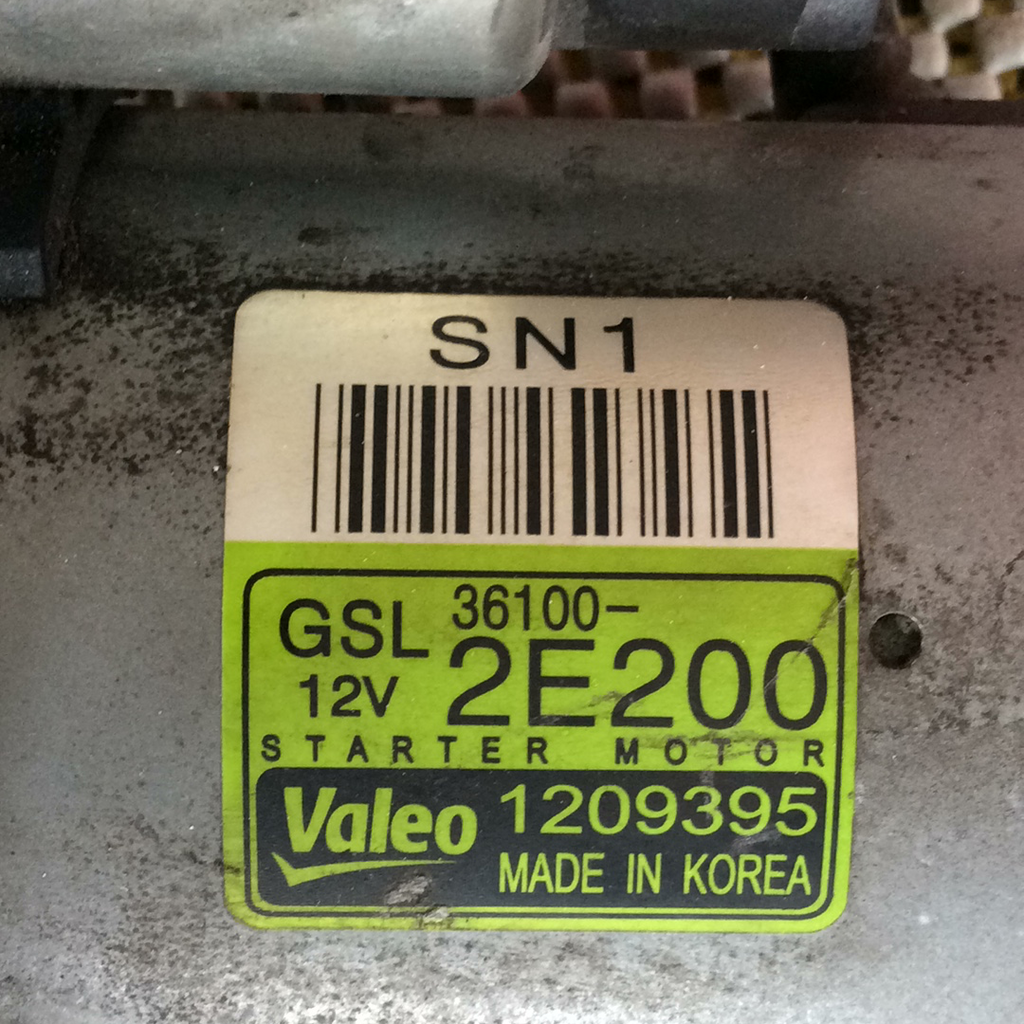 SN1
GSL 36100-
12V 2E200
STARTER MOTOR
Valeo 1209395
MADE IN KOREA